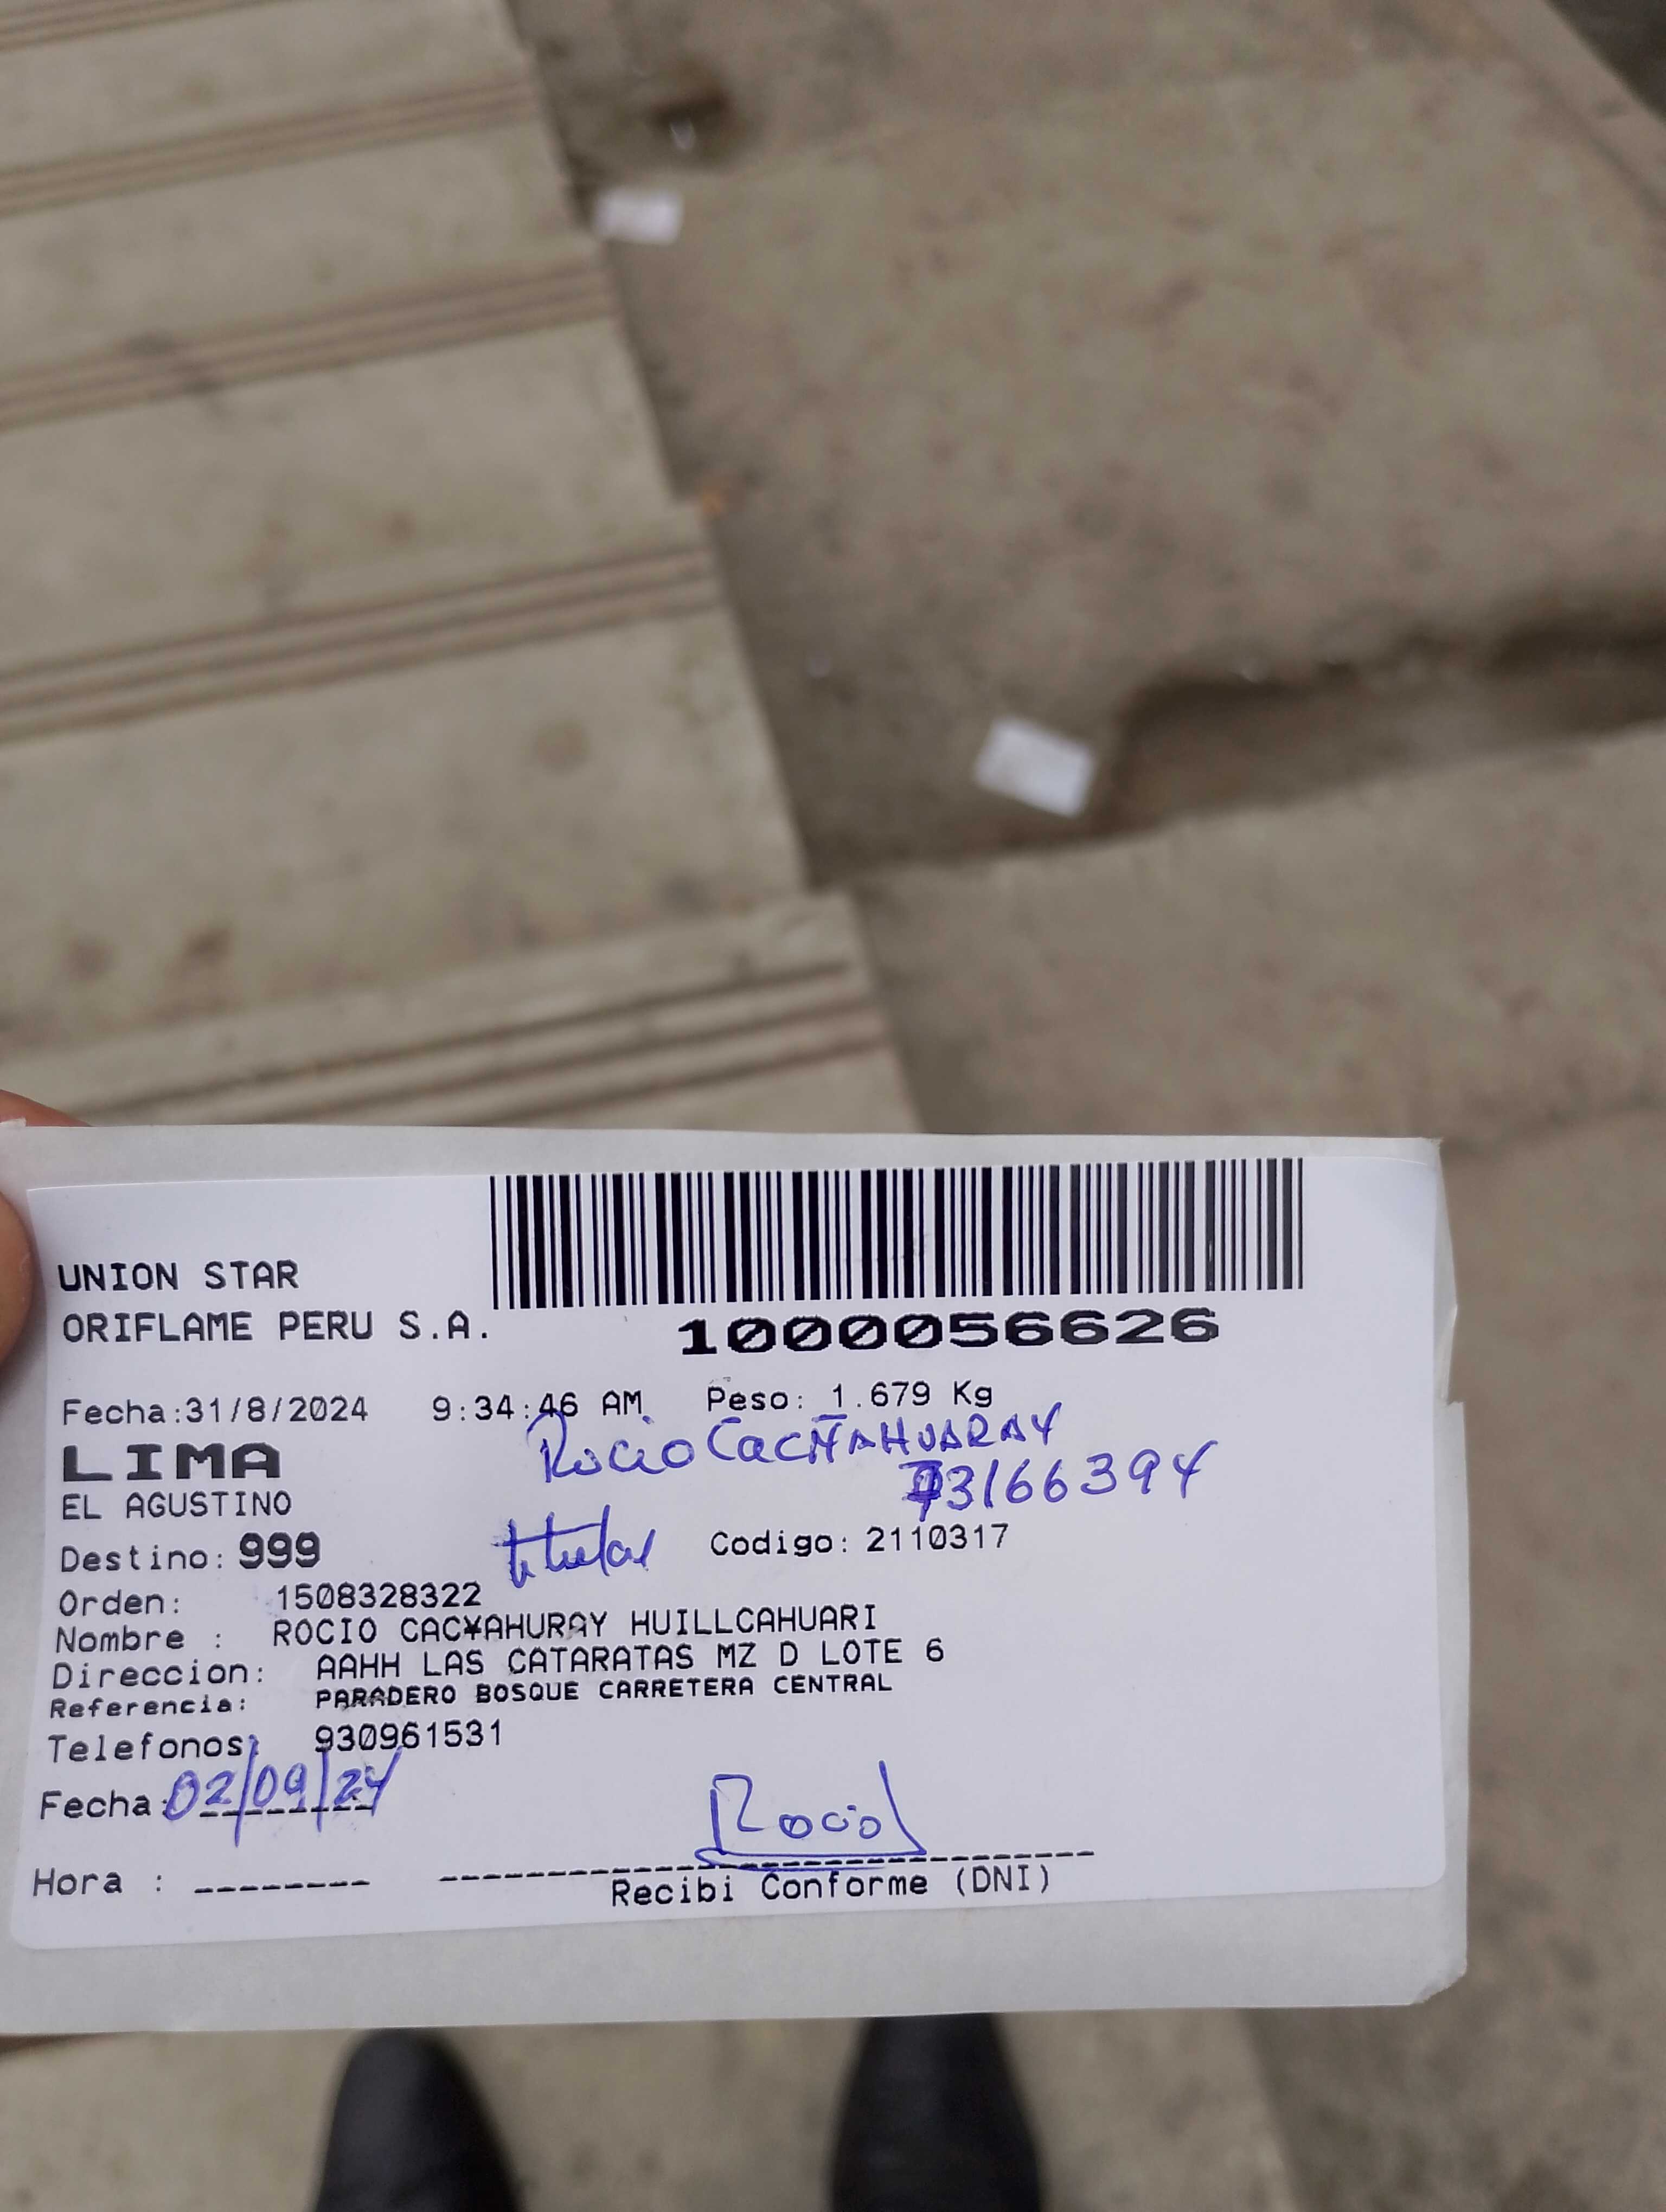 UNION STAR
ORIFLAME PERU S.A.
1000056626
Fecha:31/8/2024 9:34:46 AM Peso: 1.679 Kg
Rocio CACÑAHUARAY
LIMA
73166394
EL AGUSTINO
titular
Codigo: 2110317
Destino: 999
Orden: 1508328322
Nombre : ROCIO CAC¥AHURAY HUILLCAHUARI
Direccion: AAHH LAS CATARATAS MZ D LOTE 6
Referencia: PARADERO BOSQUE CARRETERA CENTRAL
Telefonos: 930961531
Fecha: 02/09/24
Rocio
Hora :
Recibi Conforme (DNI)